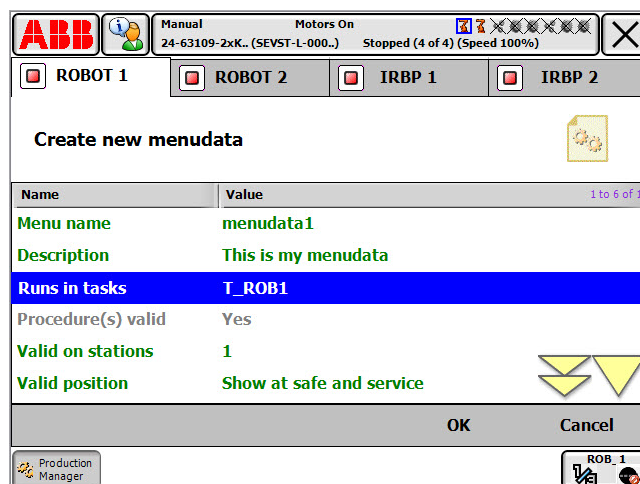 ABB
Manual Motors On
24-63109-2xK.. (SEVST-L-000..) Stopped (4 of 4) (Speed 100%)
ROBOT 1 ROBOT 2 IRBP 1 IRBP 2
Create new menudata
Name Value 1 to 6 of 1
Menu name menudata1
Description This is my menudata
Runs in tasks T_ROB1
Procedure(s) valid Yes
Valid on stations 1
Valid position Show at safe and service
OK Cancel
Production
Manager
ROB_1
1/3